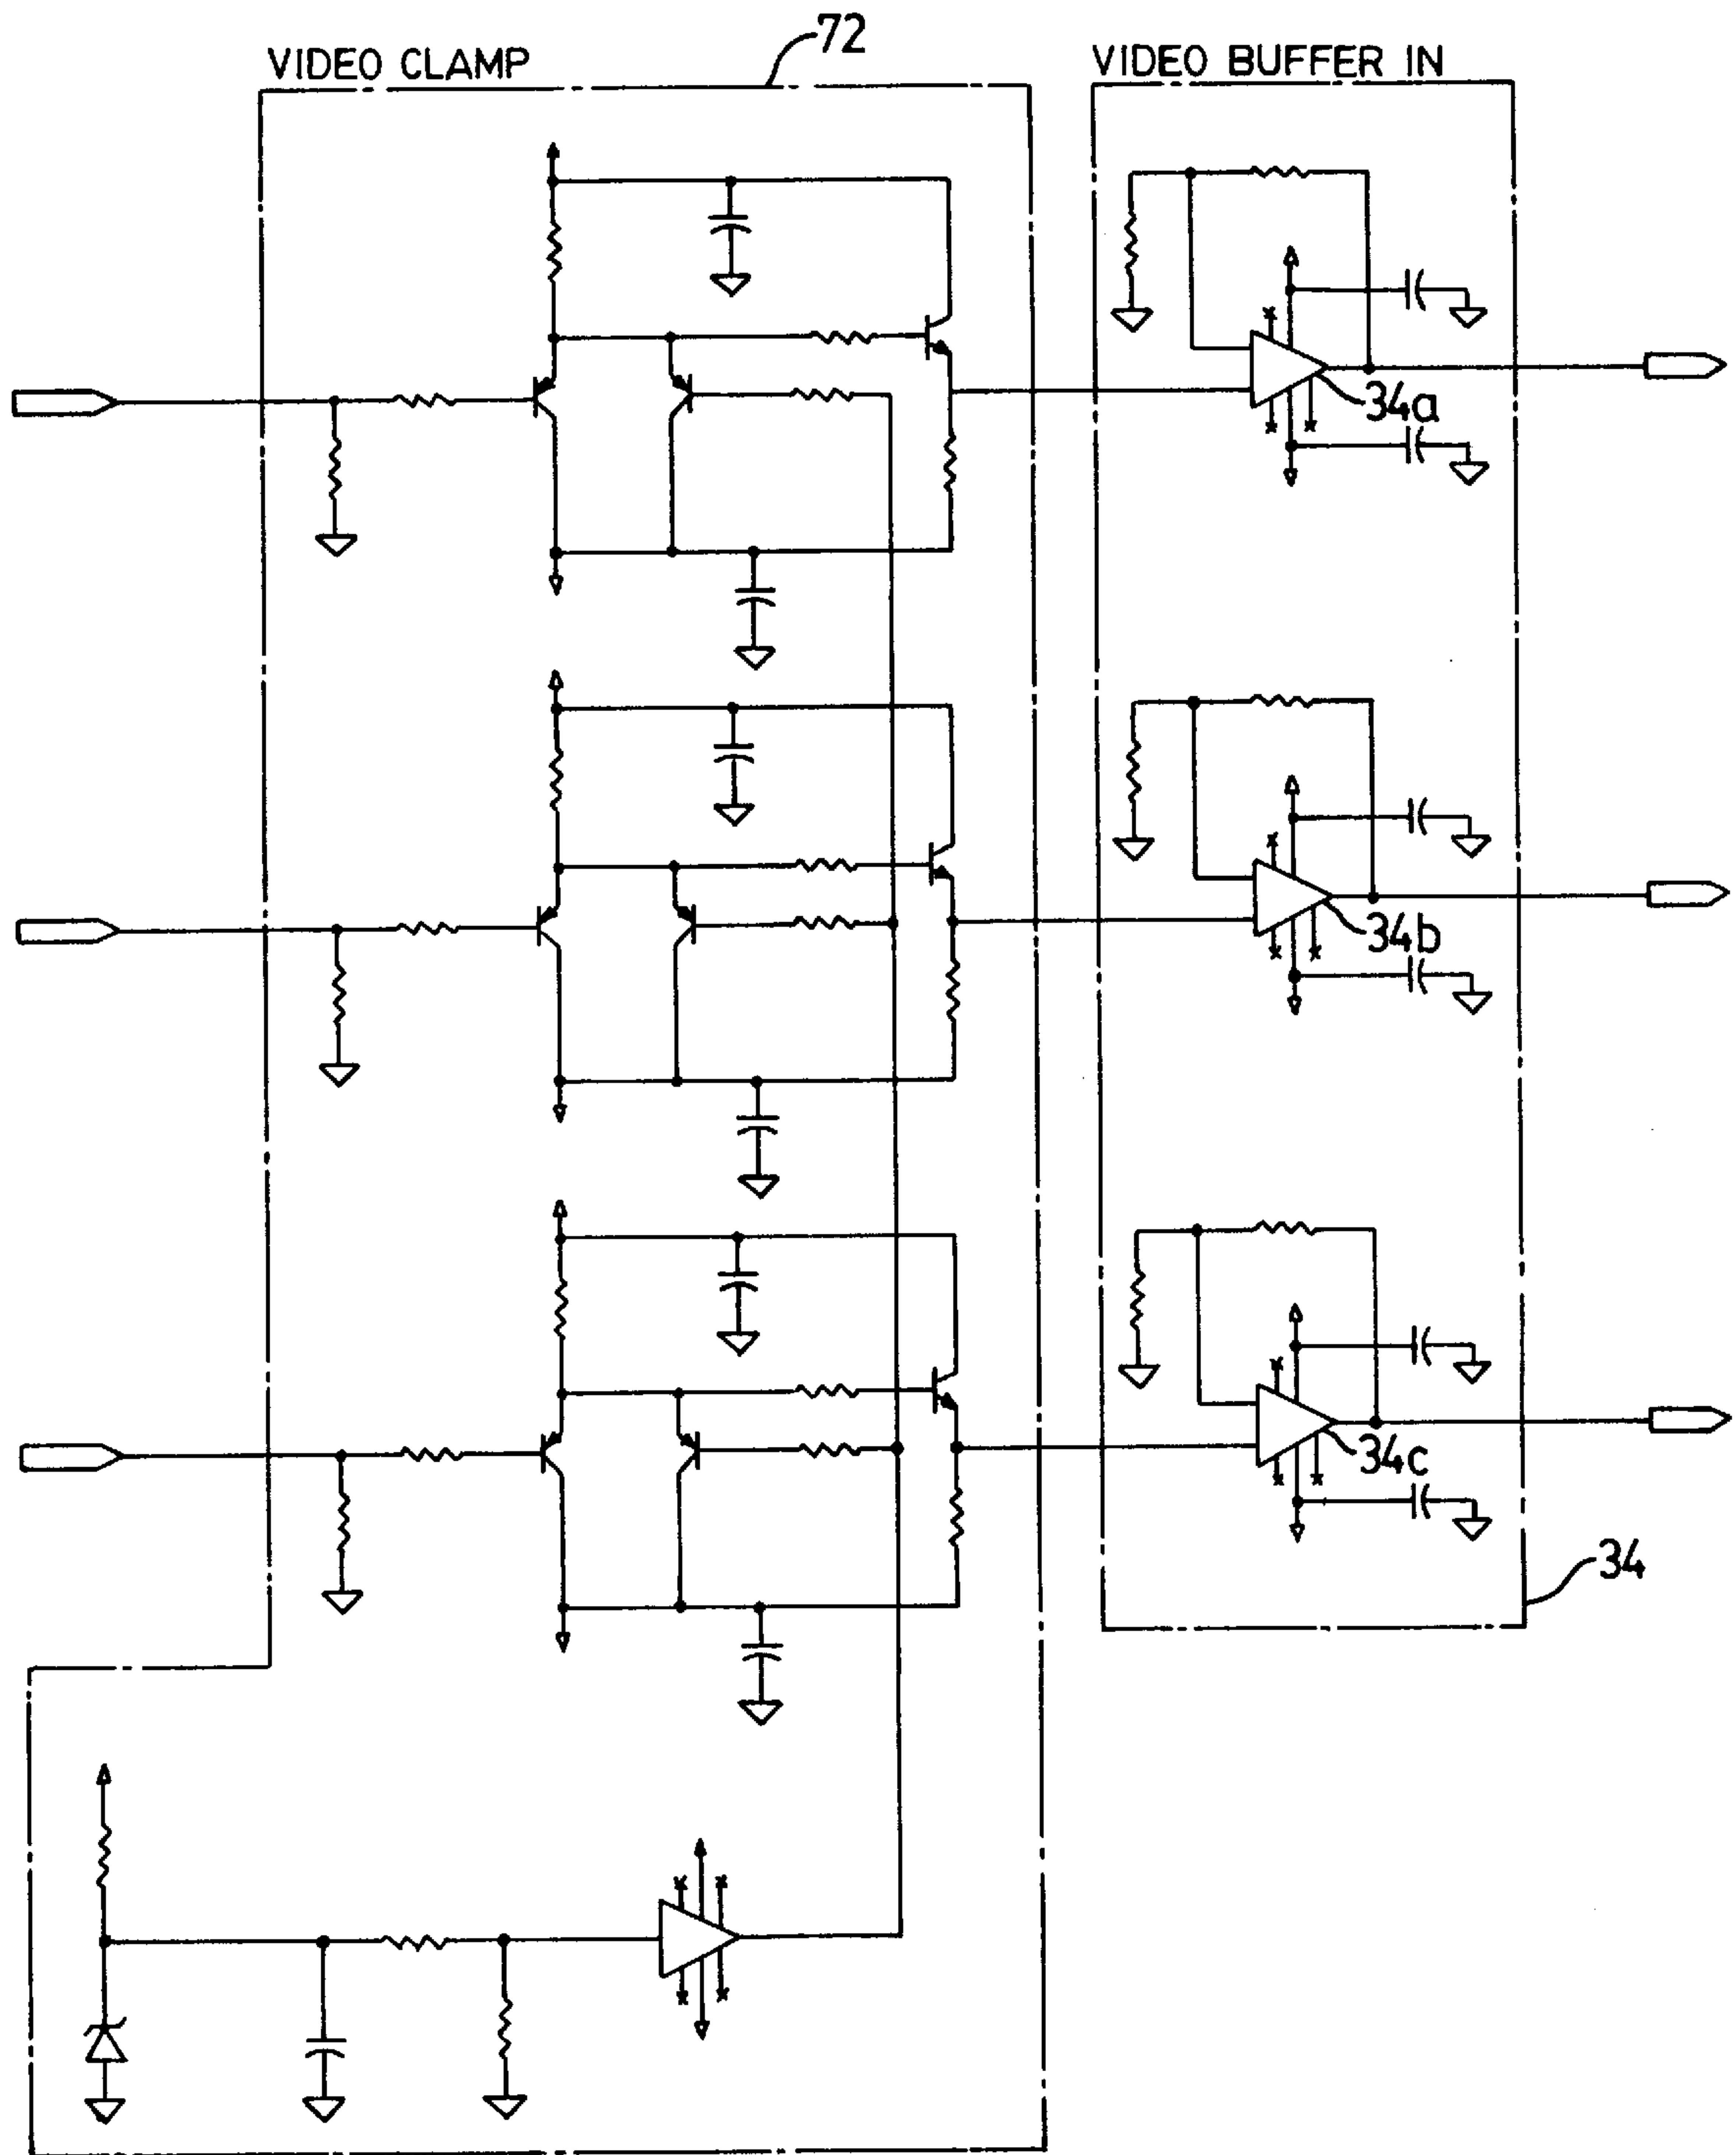 72
VIDEO CLAMP
VIDEO BUFFER IN
34a
34b
34c
34